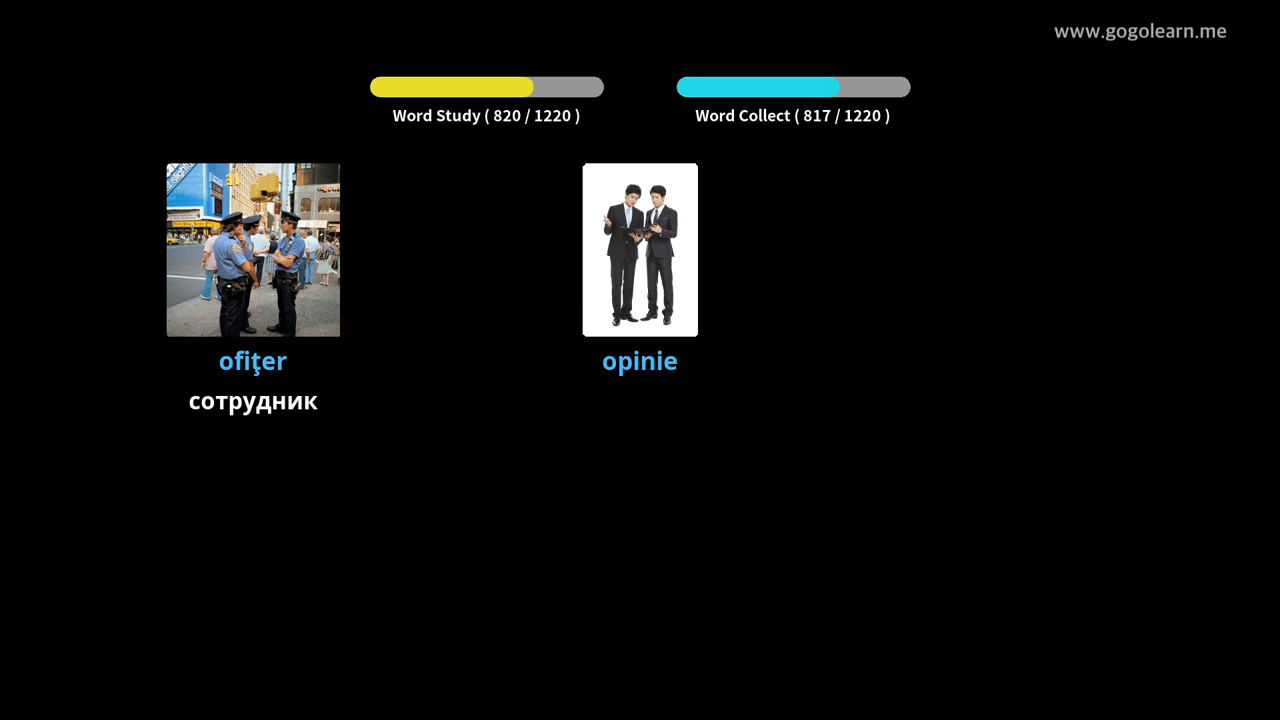 www.gogolearn.me
Word Study ( 820 / 1220 )
Word Collect ( 817 / 1220 )
ofiţer
opinie
сотрудник